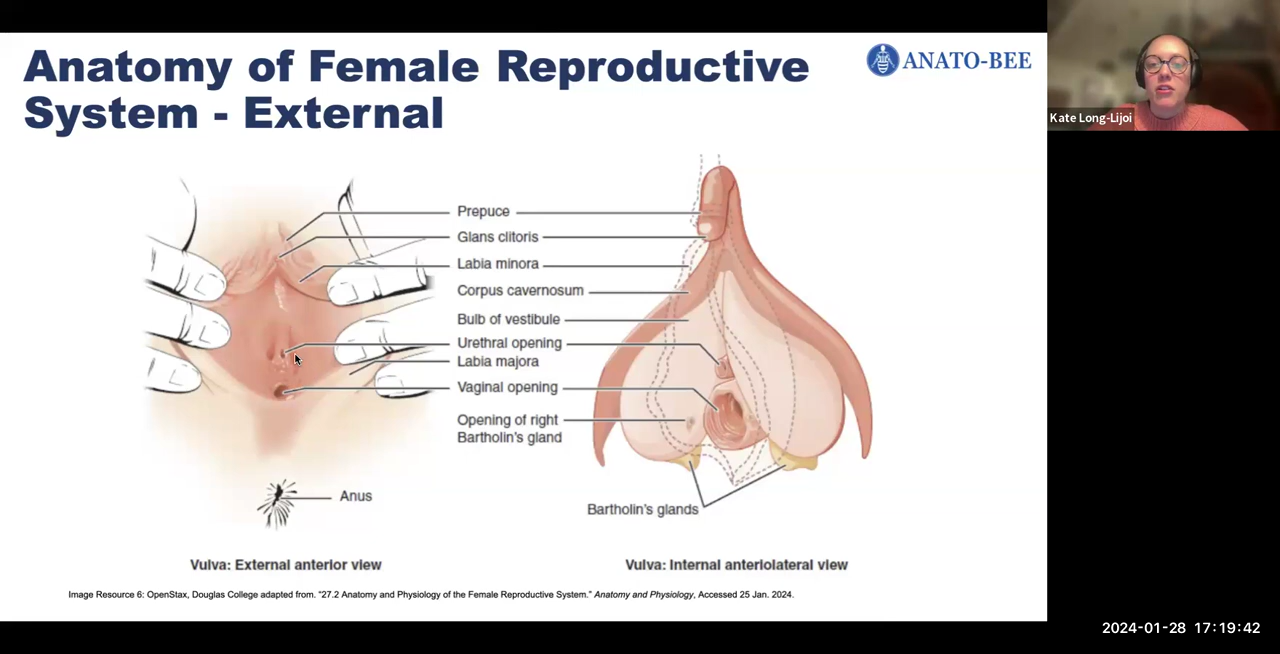 Anatomy of Female Reproductive
System - External
ANATO-BEE
Kate Long-Lijoi
Prepuce
Glans clitoris
Labia minora
Corpus cavernosum
Bulb of vestibule
Urethral opening
Labia majora
Vaginal opening
Opening of right
Bartholin's gland
Anus
Bartholin's glands
Vulva: External anterior view
Vulva: Internal anteriolateral view
Image Resource 6: OpenStax, Douglas College adapted from. "27.2 Anatomy and Physiology of the Female Reproductive System." Anatomy and Physiology, Accessed 25 Jan. 2024.
2024-01-28 17:19:42